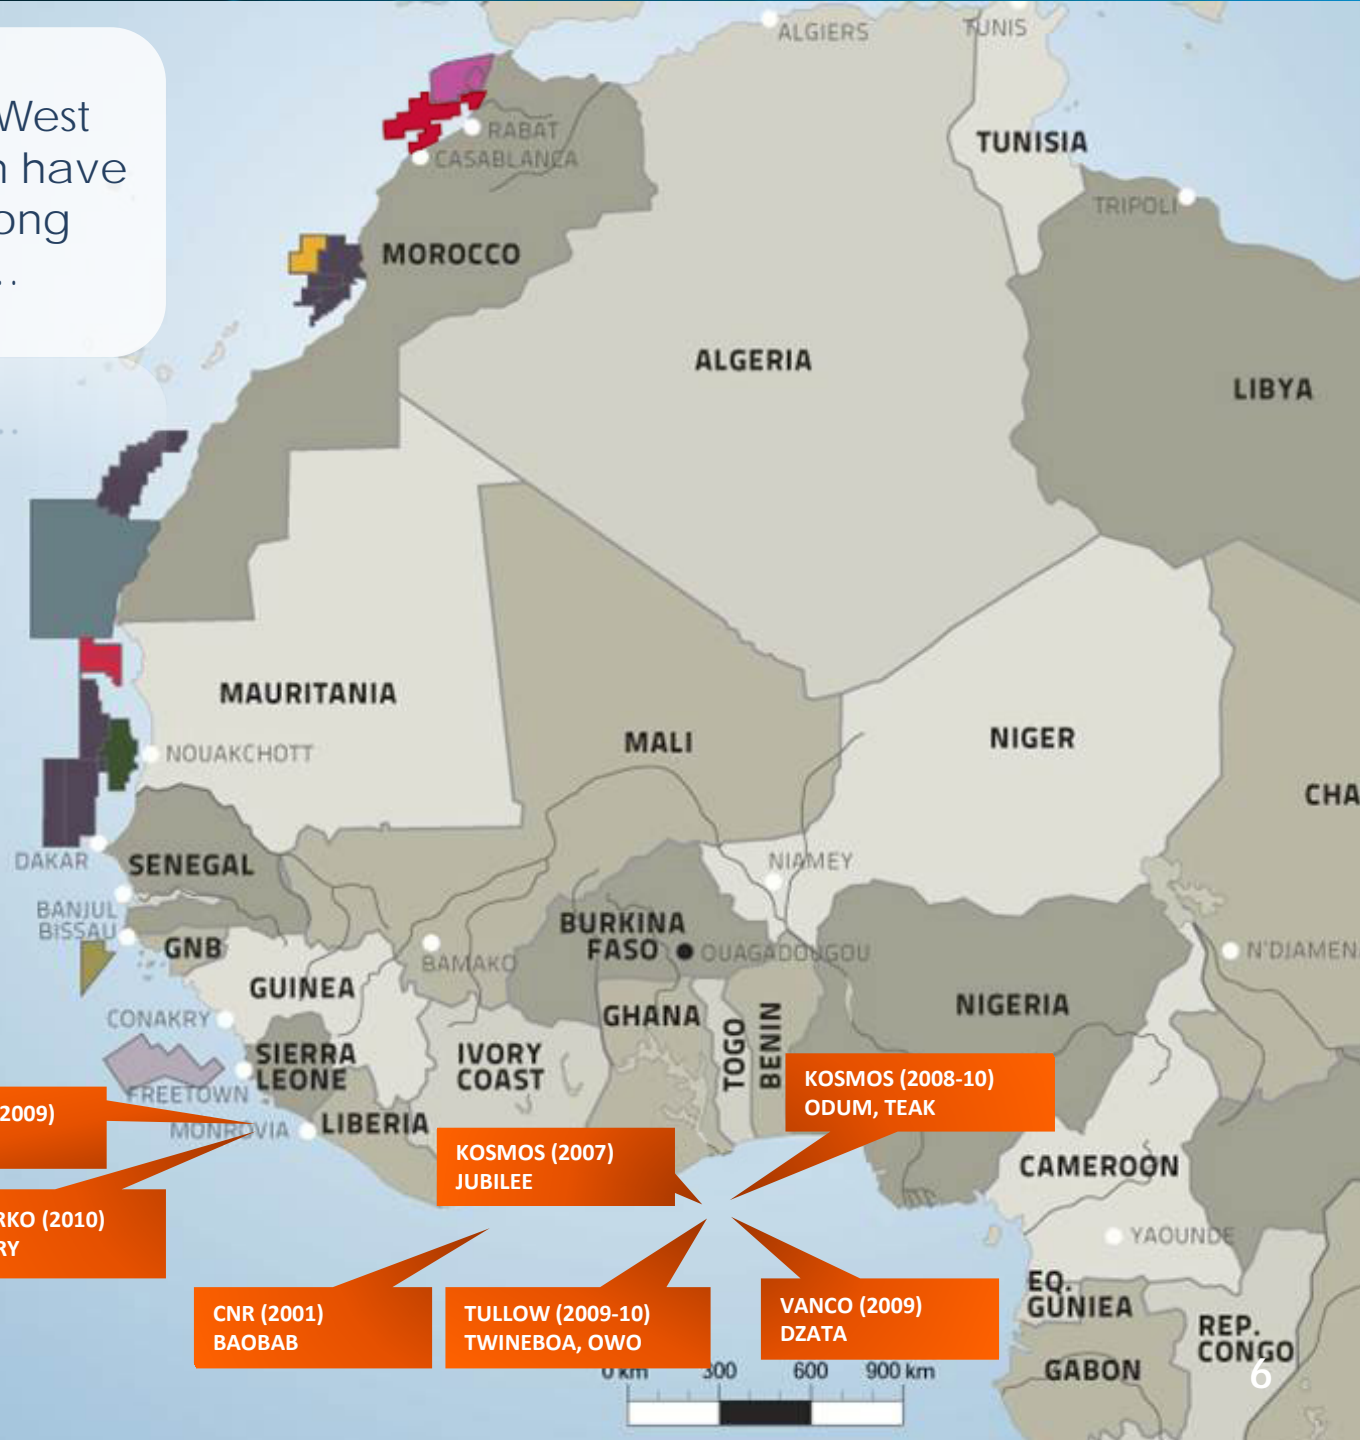 West
have
ong
..
ALGIERS
TUNIS
RABAT
CASABLANCA
TUNISIA
TRIPOLI
MOROCCO
ALGERIA
LIBYA
MAURITANIA
NOUAKCHOTT
MALI
NIGER
CHA
DAKAR
SENEGAL
NIAMEY
BANJUL
BISSAU
GNB
BURKINA
FASO
OUAGADOUGOU
BAMAKO
N'DJAMEN
GUINEA
NIGERIA
CONAKRY
GHANA
TOGO
BENIN
SIERRA
LEONE
IVORY
COAST
FREETOWN
MONROVIA
LIBERIA
2009)
KOSMOS (2008-10)
ODUM, TEAK
KOSMOS (2007)
JUBILEE
CAMEROON
RKO (2010)
RY
YAOUNDE
CNR (2001)
BAOBAB
TULLOW (2009-10)
TWINEBOA, OWO
VANCO (2009)
DZATA
EQ.
GUNIEA
REP.
CONGO
GABON
0 km 300 600 900 km
6